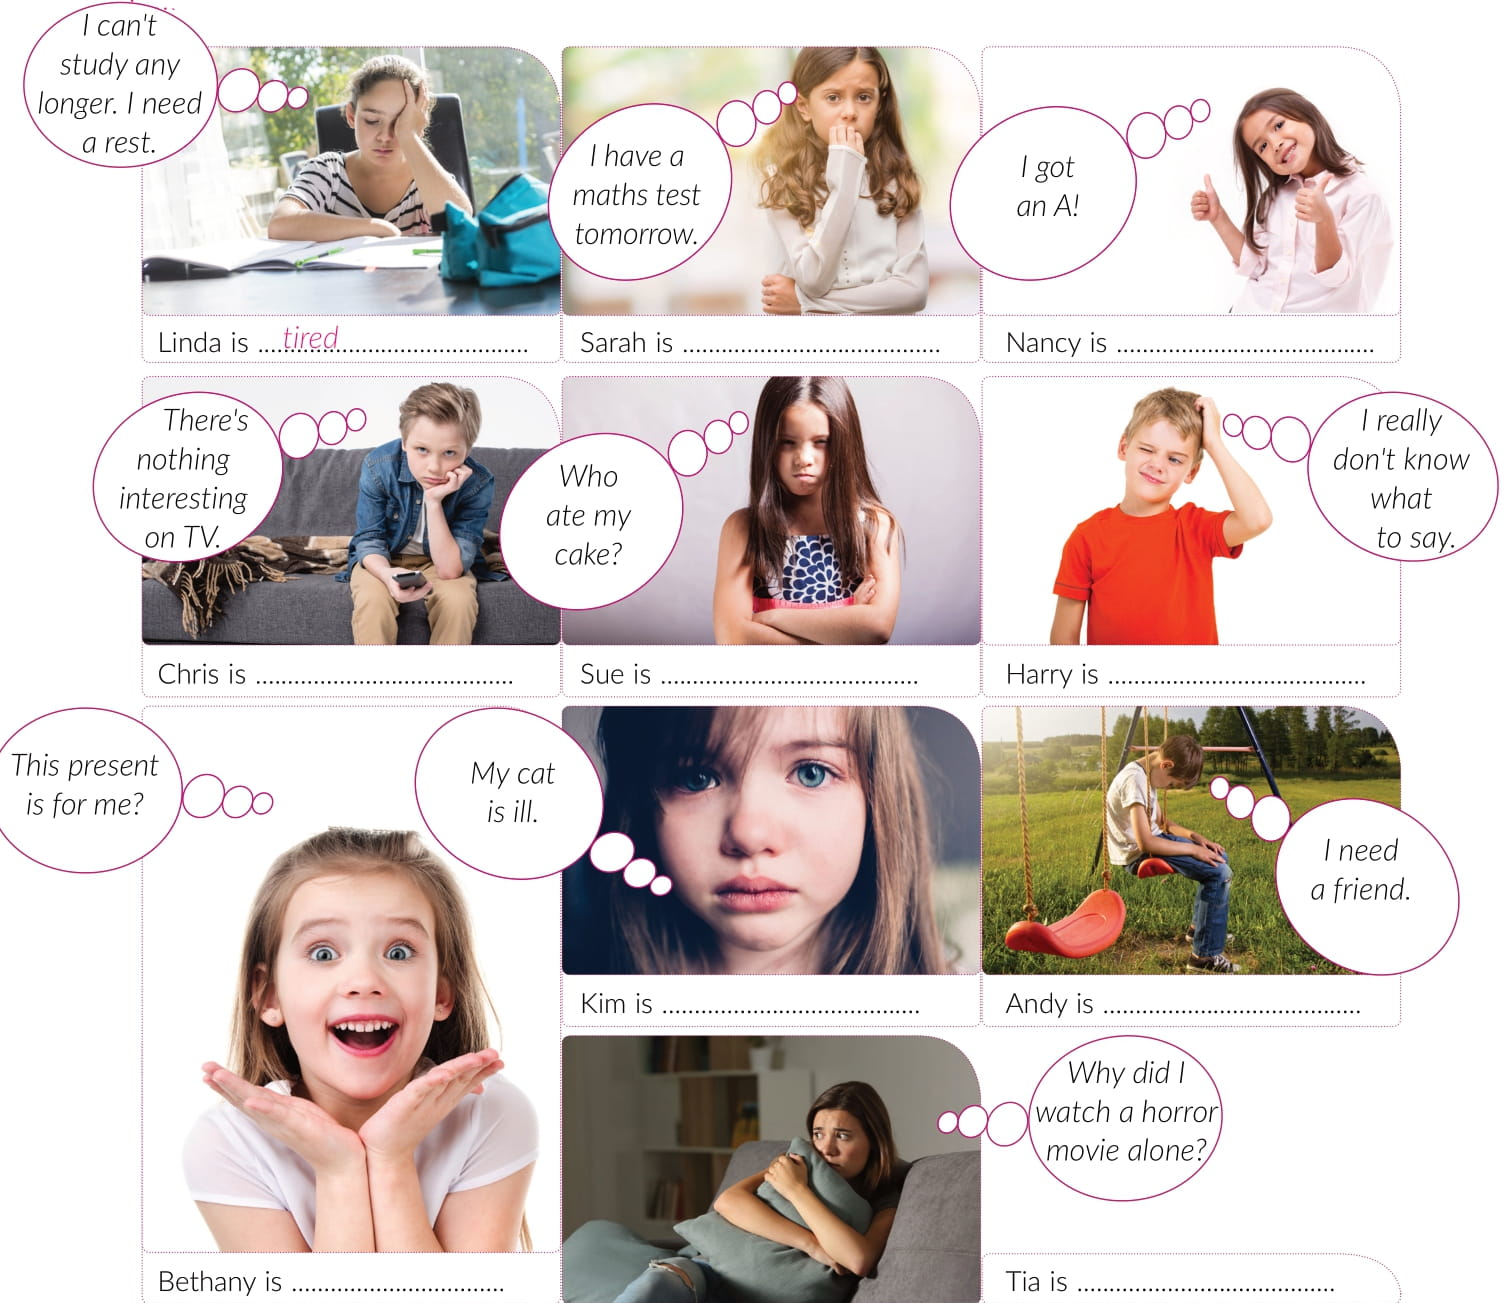 I can't
study any
longer. I need
a rest.
I have a
maths test
tomorrow.
I got
an A!
Linda is ...tired...
Sarah is ...
Nancy is ...
There's
nothing
interesting
on TV.
Who
ate my
cake?
I really
don't know
what
to say.
Chris is ...
Sue is ...
Harry is ...
This present
is for me?
My cat
is ill.
I need
a friend.
Kim is ...
Andy is ...
Why did I
watch a horror
movie alone?
Bethany is ...
Tia is ...